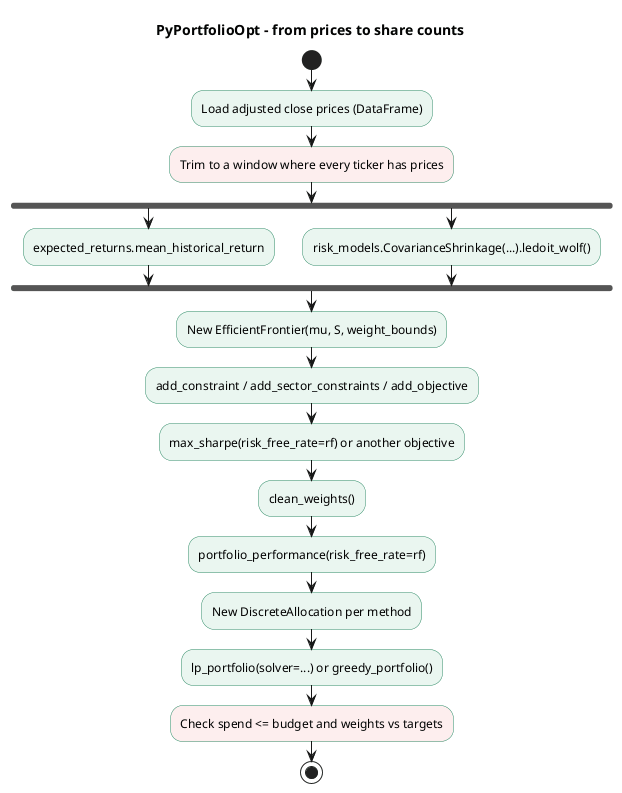 PyPortfolioOpt - from prices to share counts
Load adjusted close prices (DataFrame)
Trim to a window where every ticker has prices
expected_returns.mean_historical_return
risk_models.CovarianceShrinkage(...).ledoit_wolf()
New EfficientFrontier(mu, S, weight_bounds)
add_constraint / add_sector_constraints / add_objective
max_sharpe(risk_free_rate=rf) or another objective
clean_weights()
portfolio_performance(risk_free_rate=rf)
New DiscreteAllocation per method
lp_portfolio(solver=...) or greedy_portfolio()
Check spend <= budget and weights vs targets